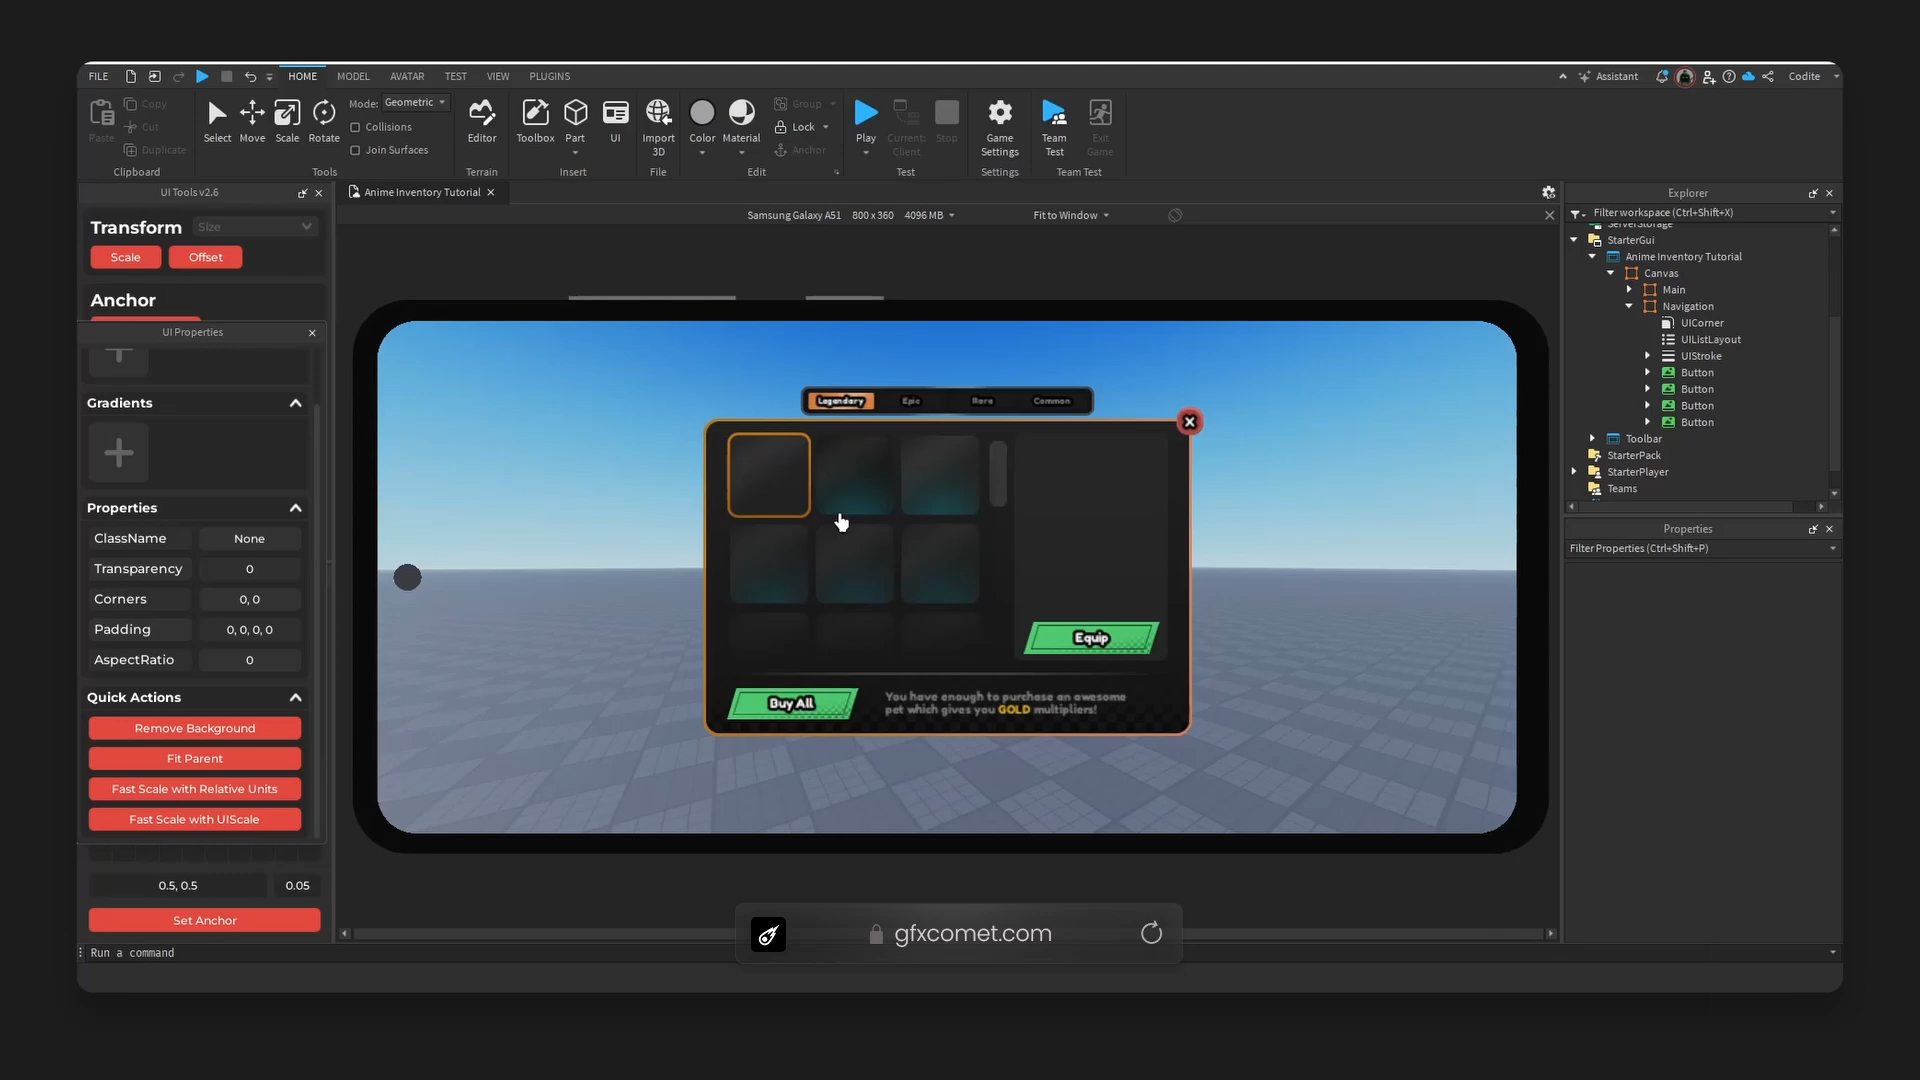 FILE
HOME
MODEL
AVATAR
TEST
VIEW
PLUGINS
Assistant
Codite
Paste
Copy
Cut
Duplicate
Clipboard
Select
Move
Scale
Rotate
Mode:
Geometric
Collisions
Join Surfaces
Tools
Editor
Terrain
Toolbox
Part
UI
Insert
Import
3D
File
Color
Material
Group
Lock
Anchor
Edit
Play
Current:
Client
Stop
Test
Game
Settings
Settings
Team
Test
Exit
Game
Team Test
UI Tools v2.6
Anime Inventory Tutorial
Samsung Galaxy A51 800 x 360 4096 MB
Fit to Window
Transform
Size
Scale
Offset
Anchor
UI Properties
Gradients
Properties
ClassName None
Transparency 0
Corners 0, 0
Padding 0, 0, 0, 0
AspectRatio 0
Quick Actions
Remove Background
Fit Parent
Fast Scale with Relative Units
Fast Scale with UIScale
0.5, 0.5 0.05
Set Anchor
Run a command
Legendary
Epic
Rare
Common
X
Equip
Buy All
You have enough to purchase an awesome
pet which gives you GOLD multipliers!
gfxcomet.com
Explorer
Filter workspace (Ctrl+Shift+X)
ServerStorage
StarterGui
Anime Inventory Tutorial
Canvas
Main
Navigation
UICorner
UIListLayout
UIStroke
Button
Button
Button
Button
Toolbar
StarterPack
StarterPlayer
Teams
Properties
Filter Properties (Ctrl+Shift+P)